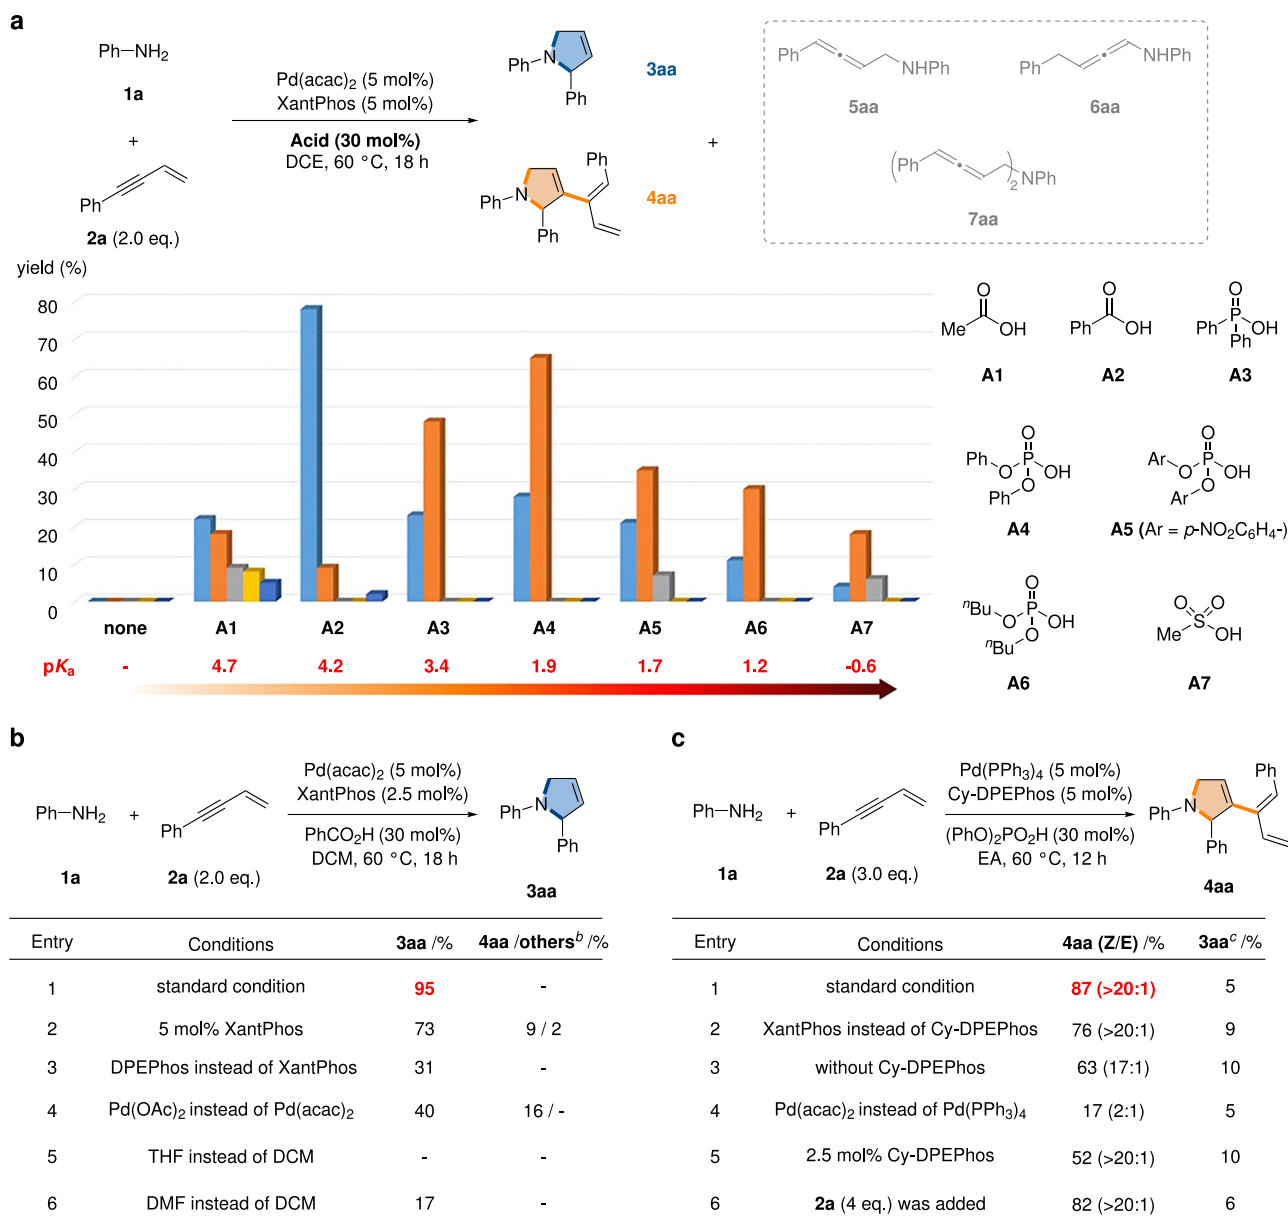 a
Ph–NH2
1a
+
Ph
2a (2.0 eq.)
Pd(acac)2 (5 mol%)
XantPhos (5 mol%)
Acid (30 mol%)
DCE, 60 °C, 18 h
Ph N
Ph
3aa
Ph
Ph N
Ph
4aa
+
Ph NHPh
5aa
Ph NHPh
6aa
( Ph )2 NPh
7aa
yield (%)
80
70
60
50
40
30
20
10
0
none A1 A2 A3 A4 A5 A6 A7
pKa - 4.7 4.2 3.4 1.9 1.7 1.2 -0.6
O
Me OH
A1
O
Ph OH
A2
O
Ph P OH
Ph
A3
O
Ph O P OH
O
Ph
A4
O
Ar O P OH
O
Ar
A5 (Ar = p-NO2C6H4-)
O
nBu O P OH
O
nBu
A6
O O
S
Me OH
A7
b
Ph–NH2
1a
+
Ph
2a (2.0 eq.)
Pd(acac)2 (5 mol%)
XantPhos (2.5 mol%)
PhCO2H (30 mol%)
DCM, 60 °C, 18 h
Ph N
Ph
3aa
Entry Conditions 3aa /% 4aa /others^b /%
1 standard condition 95 -
2 5 mol% XantPhos 73 9 / 2
3 DPEPhos instead of XantPhos 31 -
4 Pd(OAc)2 instead of Pd(acac)2 40 16 / -
5 THF instead of DCM - -
6 DMF instead of DCM 17 -
c
Ph–NH2
1a
+
Ph
2a (3.0 eq.)
Pd(PPh3)4 (5 mol%)
Cy-DPEPhos (5 mol%)
(PhO)2PO2H (30 mol%)
EA, 60 °C, 12 h
Ph
Ph N
Ph
4aa
Entry Conditions 4aa (Z/E) /% 3aa^c /%
1 standard condition 87 (>20:1) 5
2 XantPhos instead of Cy-DPEPhos 76 (>20:1) 9
3 without Cy-DPEPhos 63 (17:1) 10
4 Pd(acac)2 instead of Pd(PPh3)4 17 (2:1) 5
5 2.5 mol% Cy-DPEPhos 52 (>20:1) 10
6 2a (4 eq.) was added 82 (>20:1) 6